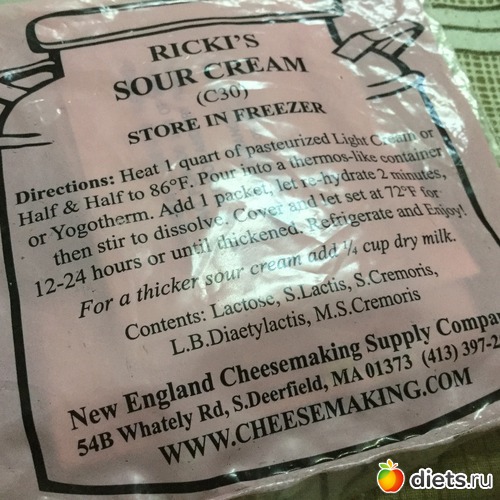 RICKI'S
SOUR CREAM
(C30)
STORE IN FREEZER
Directions: Heat 1 quart of pasteurized Light Cream or
Half & Half to 86°F. Pour into a thermos-like container
or Yogotherm. Add 1 packet, let re-hydrate 2 minutes,
then stir to dissolve. Cover and let set at 72°F for
12-24 hours or until thickened. Refrigerate and Enjoy!
For a thicker sour cream add ¼ cup dry milk.
Contents: Lactose, S.Lactis, S.Cremoris,
L.B.Diaetylactis, M.S.Cremoris
New England Cheesemaking Supply Compa
54B Whately Rd, S.Deerfield, MA 01373 (413) 397-2
WWW.CHEESEMAKING.COM
diets.ru